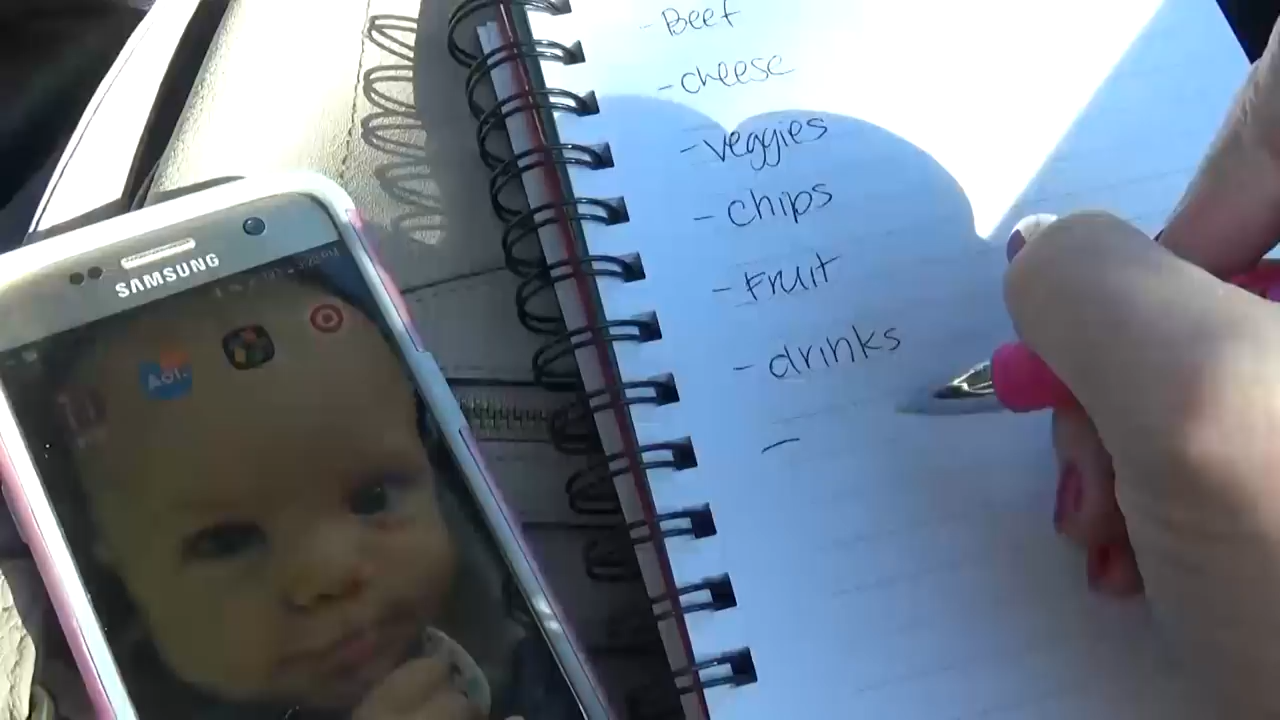 - Beef
- cheese
- veggies
- chips
- Fruit
- drinks
-
SAMSUNG
Aol.